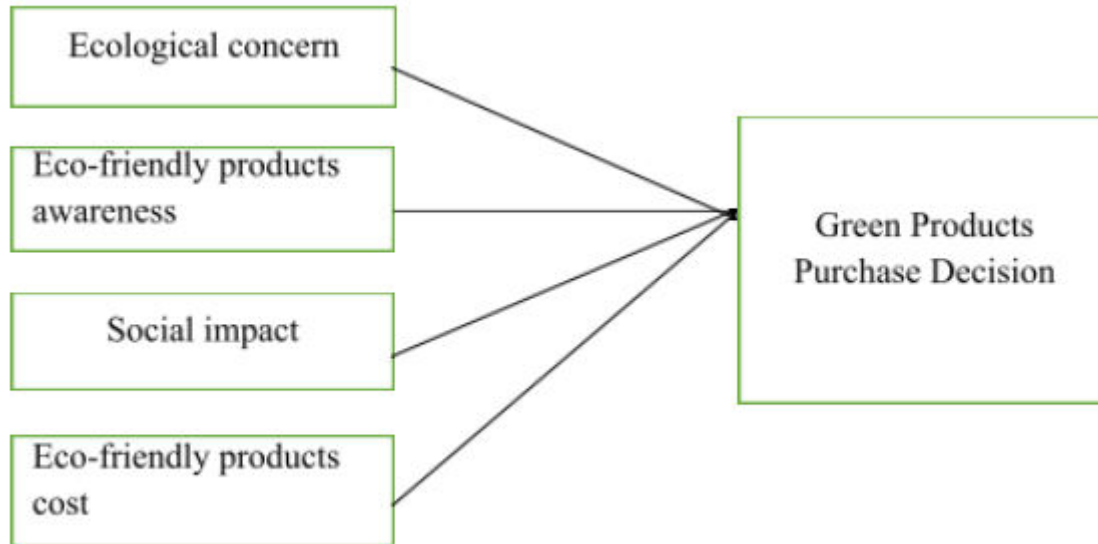 Ecological concern
Eco-friendly products
awareness
Social impact
Eco-friendly products
cost
Green Products
Purchase Decision